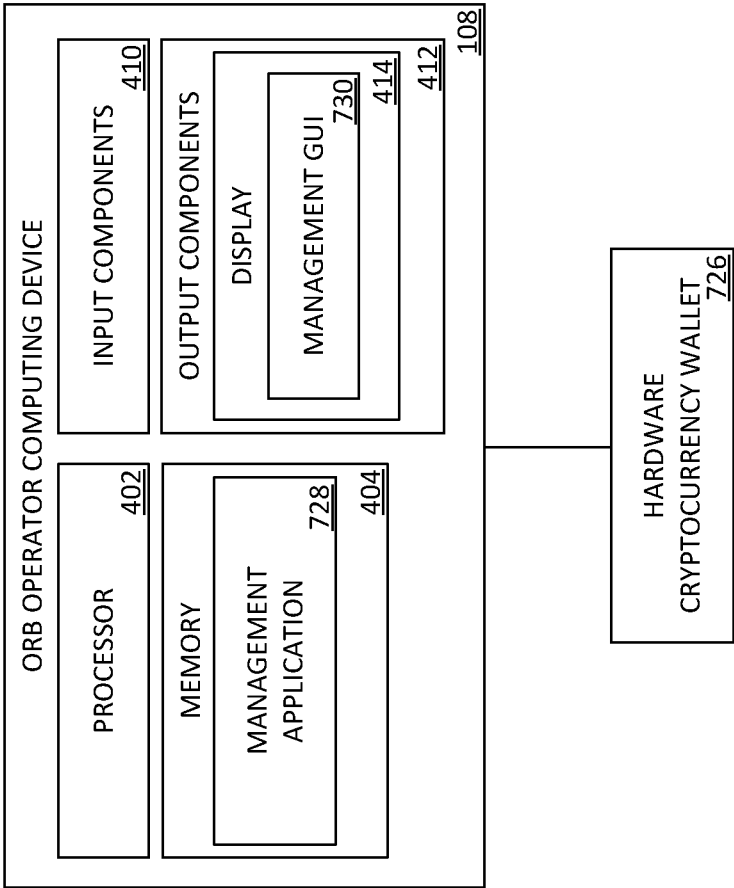 ORB OPERATOR COMPUTING DEVICE
PROCESSOR
402
MEMORY
MANAGEMENT
APPLICATION
728
404
INPUT COMPONENTS
410
OUTPUT COMPONENTS
DISPLAY
MANAGEMENT GUI
730
414
412
108
HARDWARE
CRYPTOCURRENCY WALLET
726